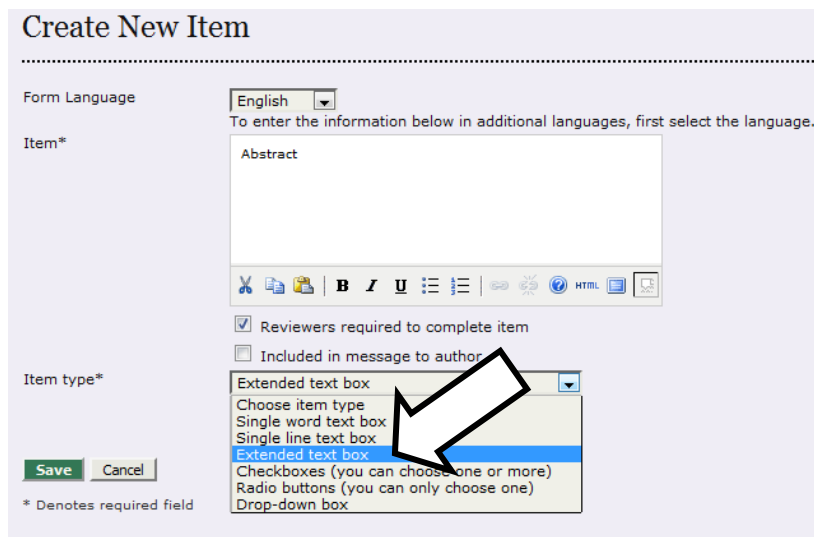 Create New Item
Form Language
English
To enter the information below in additional languages, first select the language.
Item*
Abstract
B I U HTML
Reviewers required to complete item
Included in message to author
Item type*
Extended text box
Choose item type
Single word text box
Single line text box
Extended text box
Checkboxes (you can choose one or more)
Radio buttons (you can only choose one)
Drop-down box
Save Cancel
* Denotes required field